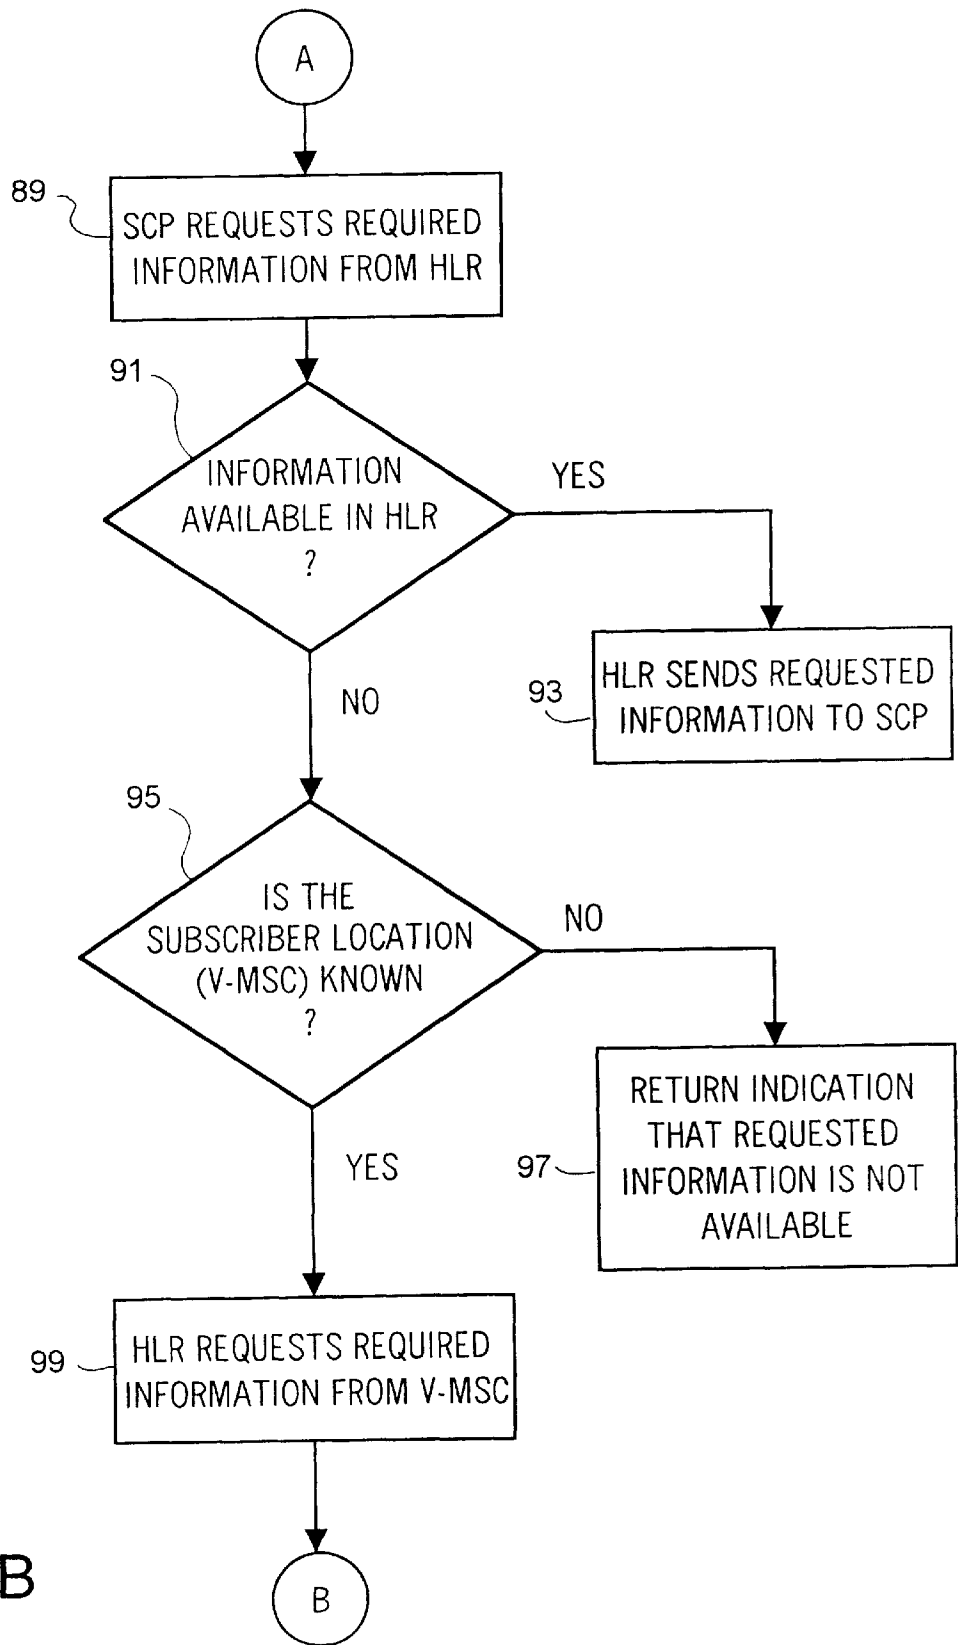 A
89
SCP REQUESTS REQUIRED
INFORMATION FROM HLR
91
INFORMATION
AVAILABLE IN HLR
?
YES
NO
93
HLR SENDS REQUESTED
INFORMATION TO SCP
95
IS THE
SUBSCRIBER LOCATION
(V-MSC) KNOWN
?
NO
YES
97
RETURN INDICATION
THAT REQUESTED
INFORMATION IS NOT
AVAILABLE
99
HLR REQUESTS REQUIRED
INFORMATION FROM V-MSC
B
B